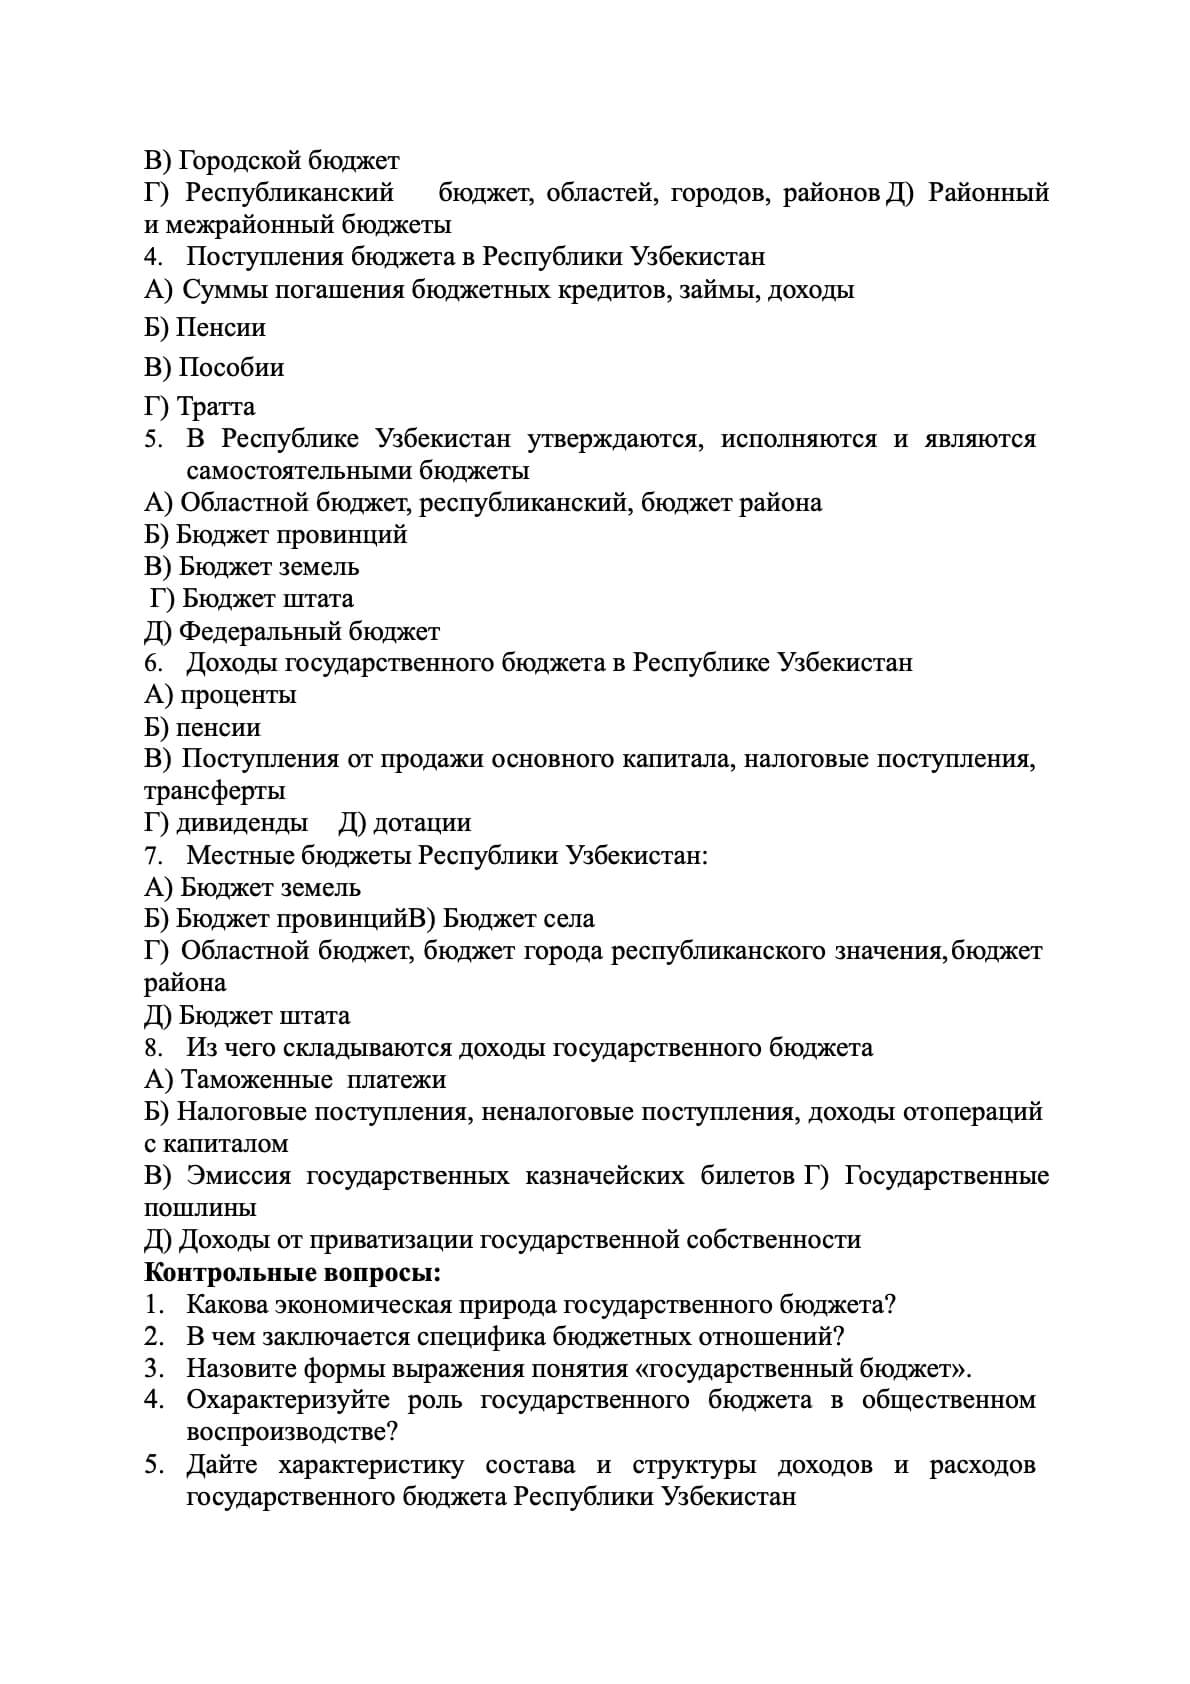 В) Городской бюджет
Г) Республиканский бюджет, областей, городов, районов Д) Районный
и межрайонный бюджеты
4. Поступления бюджета в Республики Узбекистан
А) Суммы погашения бюджетных кредитов, займы, доходы
Б) Пенсии
В) Пособии
Г) Тратта
5. В Республике Узбекистан утверждаются, исполняются и являются
самостоятельными бюджеты
А) Областной бюджет, республиканский, бюджет района
Б) Бюджет провинций
В) Бюджет земель
Г) Бюджет штата
Д) Федеральный бюджет
6. Доходы государственного бюджета в Республике Узбекистан
А) проценты
Б) пенсии
В) Поступления от продажи основного капитала, налоговые поступления,
трансферты
Г) дивиденды Д) дотации
7. Местные бюджеты Республики Узбекистан:
А) Бюджет земель
Б) Бюджет провинцийВ) Бюджет села
Г) Областной бюджет, бюджет города республиканского значения,бюджет
района
Д) Бюджет штата
8. Из чего складываются доходы государственного бюджета
А) Таможенные платежи
Б) Налоговые поступления, неналоговые поступления, доходы отопераций
с капиталом
В) Эмиссия государственных казначейских билетов Г) Государственные
пошлины
Д) Доходы от приватизации государственной собственности
Контрольные вопросы:
1. Какова экономическая природа государственного бюджета?
2. В чем заключается специфика бюджетных отношений?
3. Назовите формы выражения понятия «государственный бюджет».
4. Охарактеризуйте роль государственного бюджета в общественном
воспроизводстве?
5. Дайте характеристику состава и структуры доходов и расходов
государственного бюджета Республики Узбекистан